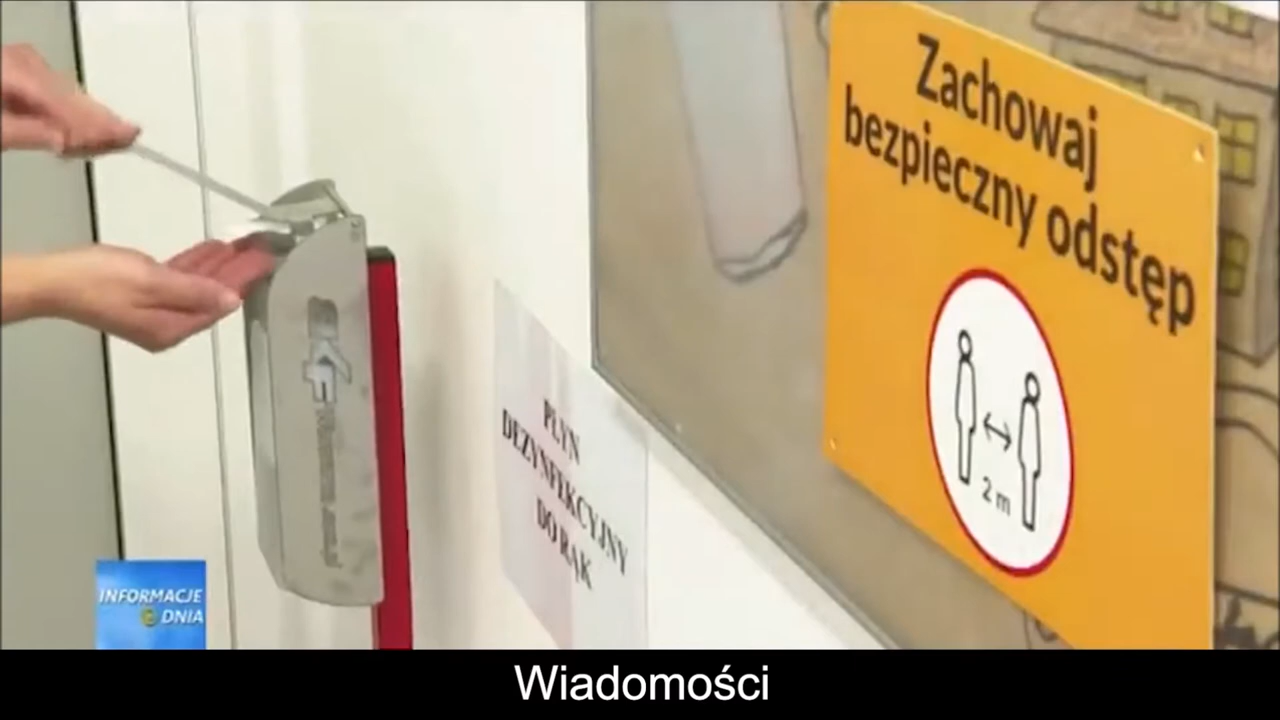 Zachowaj
bezpieczny odstęp
2 m
PŁYN
DEZYNFEKCYJNY
DO RĄK
INFORMACJE
DNIA
Wiadomości